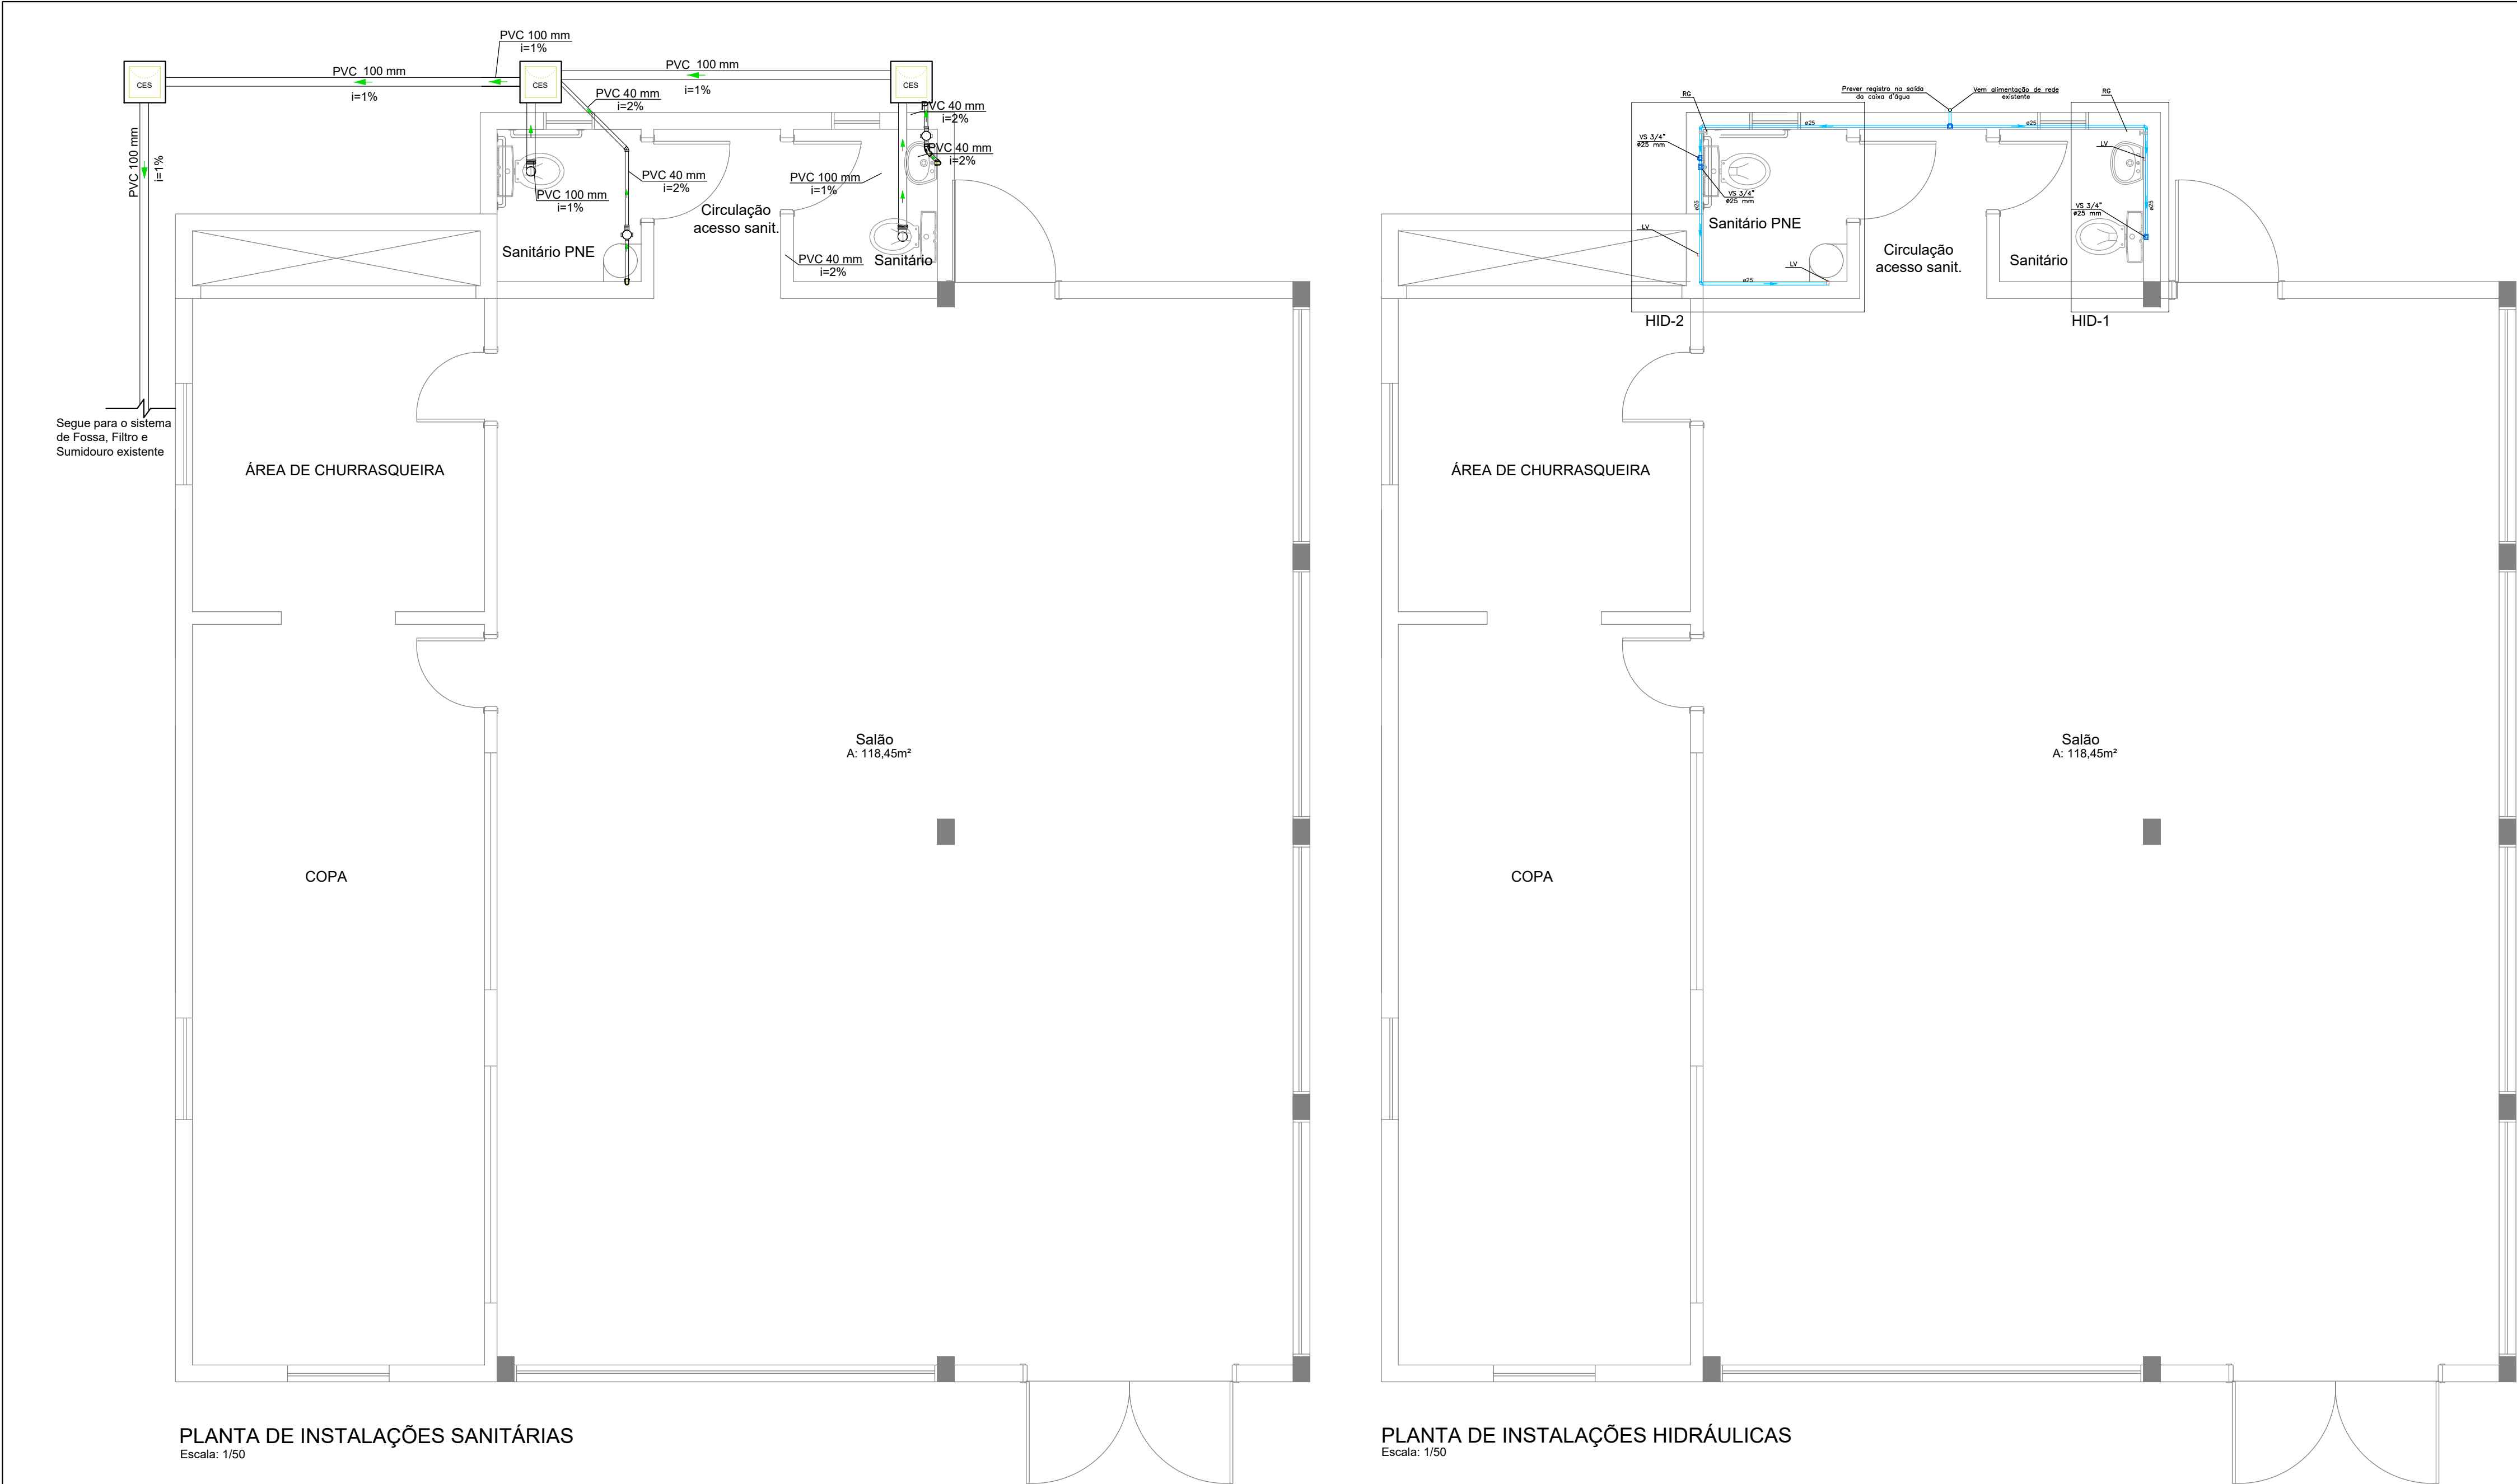 PVC 100 mm
i=1%
PVC 100 mm
i=1%
PVC 100 mm
i=1%
CES
CES
CES
PVC 40 mm
i=2%
PVC 40 mm
i=2%
PVC 100 mm
i=1%
PVC 40 mm
i=2%
PVC 40 mm
i=2%
PVC 100 mm
i=1%
PVC 100 mm
i=1%
Circulação
acesso sanit.
Sanitário PNE
PVC 40 mm
i=2%
Sanitário
Segue para o sistema
de Fossa, Filtro e
Sumidouro existente
ÁREA DE CHURRASQUEIRA
Salão
A: 118,45m²
COPA
PLANTA DE INSTALAÇÕES SANITÁRIAS
Escala: 1/50
RG
Prever registro na saída
da caixa d'água
Vem alimentação de rede
existente
RG
ø25
ø25
VS 3/4"
ø25 mm
LV
VS 3/4"
ø25 mm
ø25
VS 3/4"
ø25 mm
ø25
Sanitário PNE
LV
Circulação
acesso sanit.
Sanitário
LV
ø25
HID-2
HID-1
ÁREA DE CHURRASQUEIRA
Salão
A: 118,45m²
COPA
PLANTA DE INSTALAÇÕES HIDRÁULICAS
Escala: 1/50